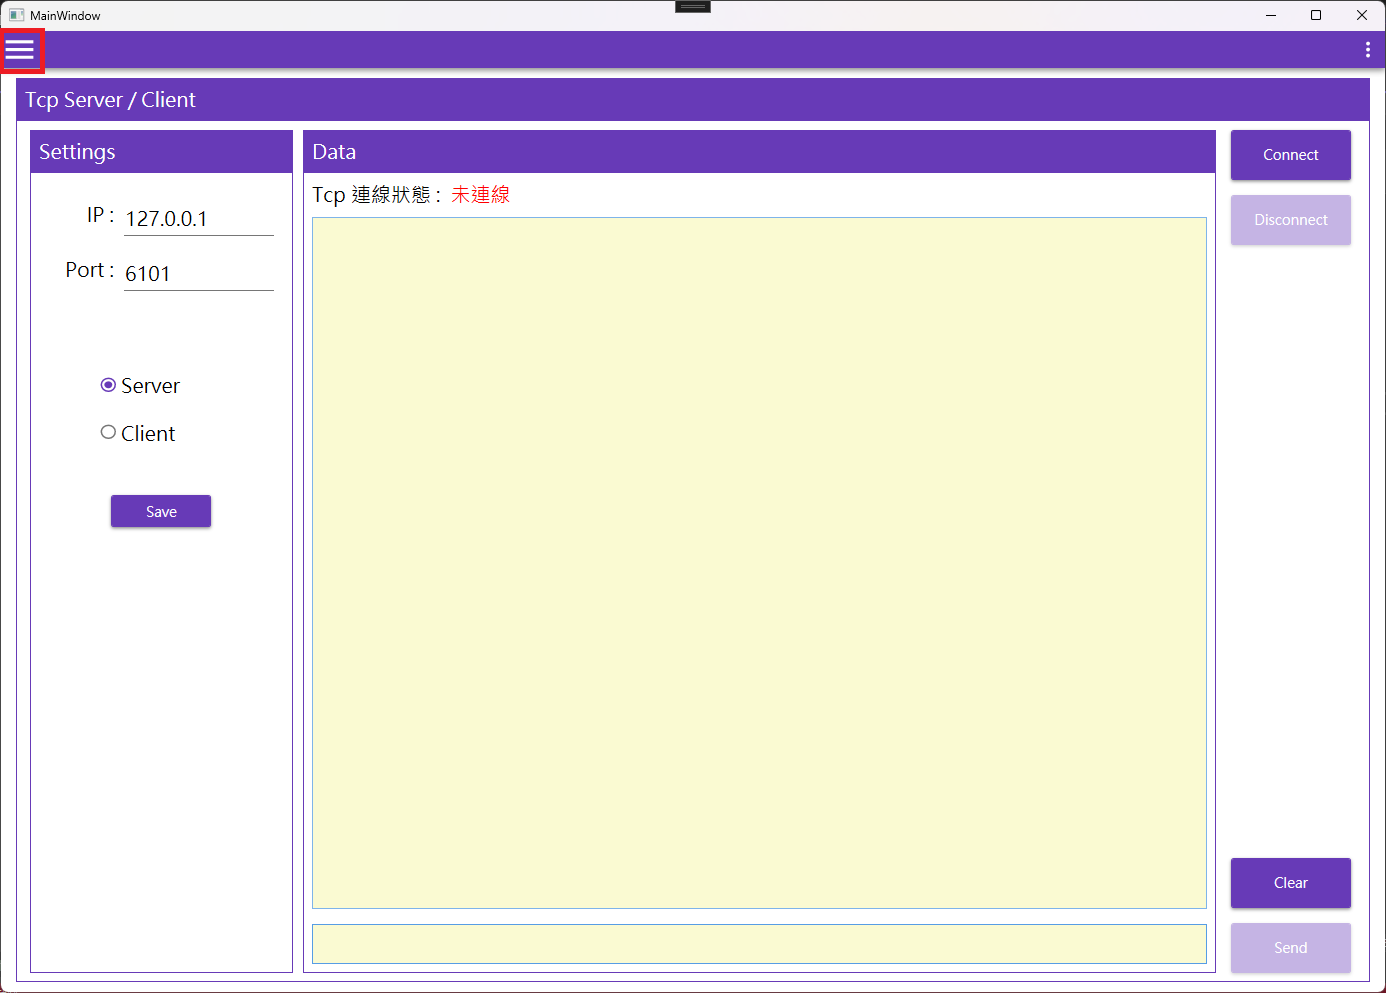 MainWindow
Tcp Server / Client
Settings
IP : 127.0.0.1
Port : 6101
Server
Client
Save
Data
Tcp 連線狀態 : 未連線
Connect
Disconnect
Clear
Send